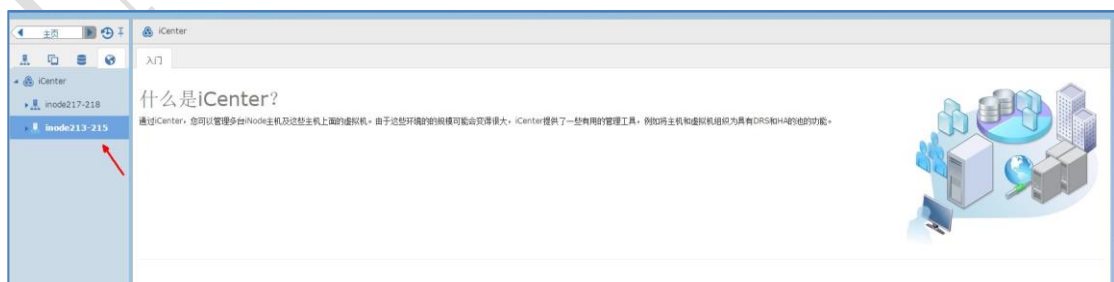 主页
iCenter
入门
iCenter
inode217-218
inode213-215
什么是iCenter?
通过iCenter，您可以管理多台iNode主机及这些主机上面的虚拟机。由于这些环境的的规模可能会变得很大，iCenter提供了一些有用的管理工具，例如将主机和虚拟机组织为具有DRS和HA的池的功能。